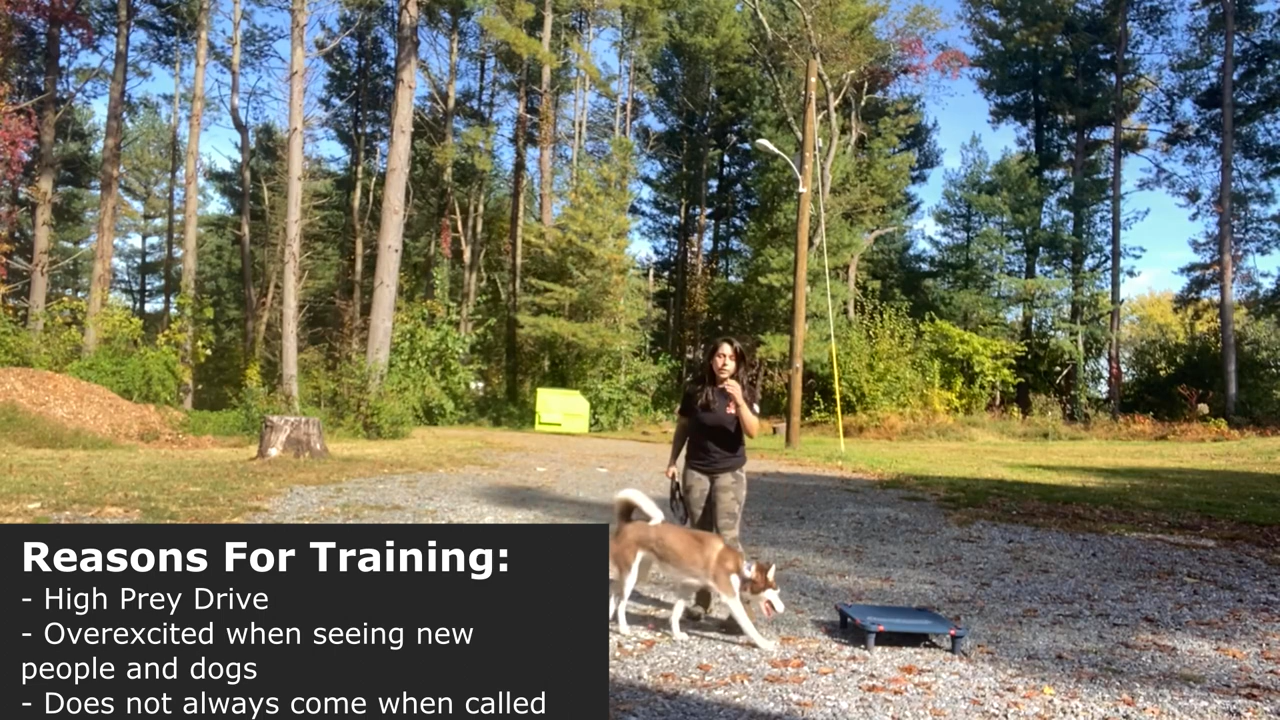 Reasons For Training:
- High Prey Drive
- Overexcited when seeing new
people and dogs
- Does not always come when called